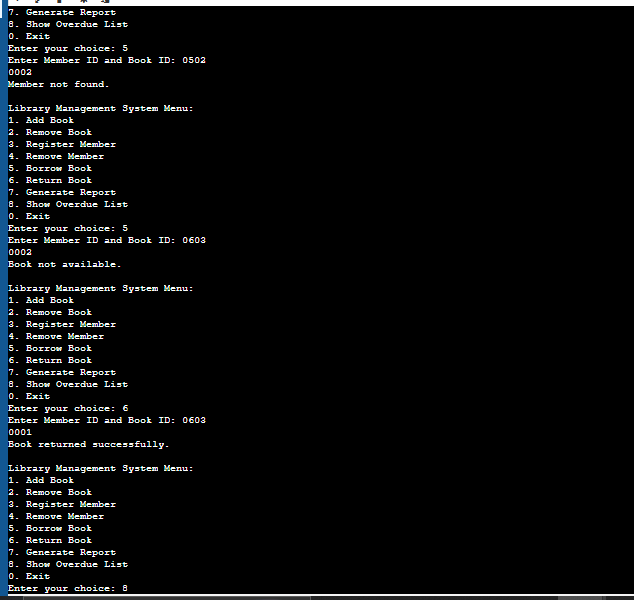 7. Generate Report
8. Show Overdue List
0. Exit
Enter your choice: 5
Enter Member ID and Book ID: 0502
0002
Member not found.
Library Management System Menu:
1. Add Book
2. Remove Book
3. Register Member
4. Remove Member
5. Borrow Book
6. Return Book
7. Generate Report
8. Show Overdue List
0. Exit
Enter your choice: 5
Enter Member ID and Book ID: 0603
0002
Book not available.
Library Management System Menu:
1. Add Book
2. Remove Book
3. Register Member
4. Remove Member
5. Borrow Book
6. Return Book
7. Generate Report
8. Show Overdue List
0. Exit
Enter your choice: 6
Enter Member ID and Book ID: 0603
0001
Book returned successfully.
Library Management System Menu:
1. Add Book
2. Remove Book
3. Register Member
4. Remove Member
5. Borrow Book
6. Return Book
7. Generate Report
8. Show Overdue List
0. Exit
Enter your choice: 8